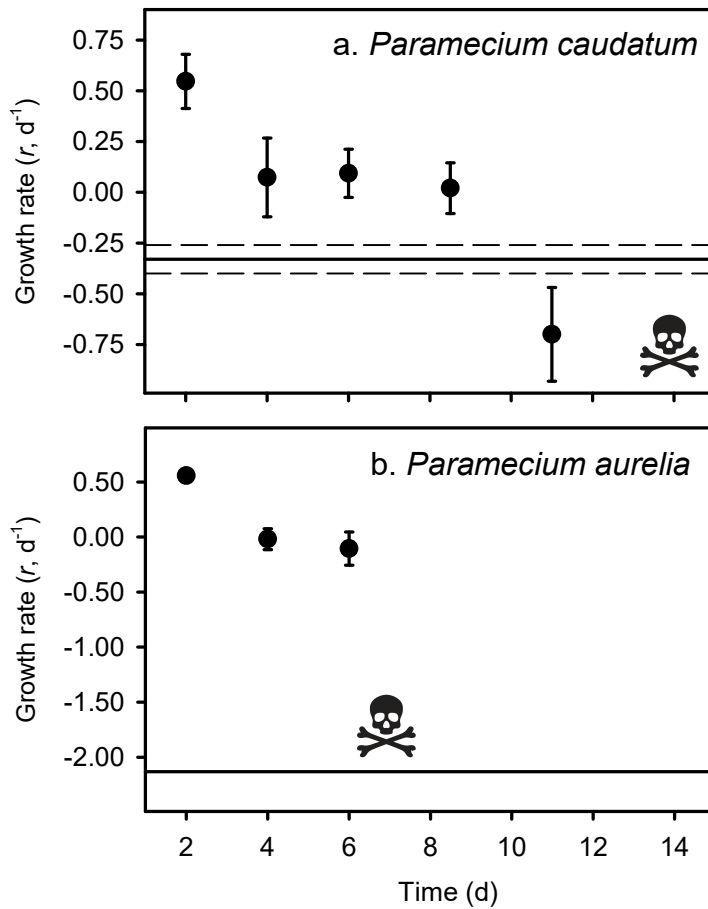 a. Paramecium caudatum
0.75
0.50
0.25
0.00
-0.25
-0.50
-0.75
Growth rate (r, d⁻¹)
b. Paramecium aurelia
0.50
0.00
-0.50
-1.00
-1.50
-2.00
Growth rate (r, d⁻¹)
2 4 6 8 10 12 14
Time (d)